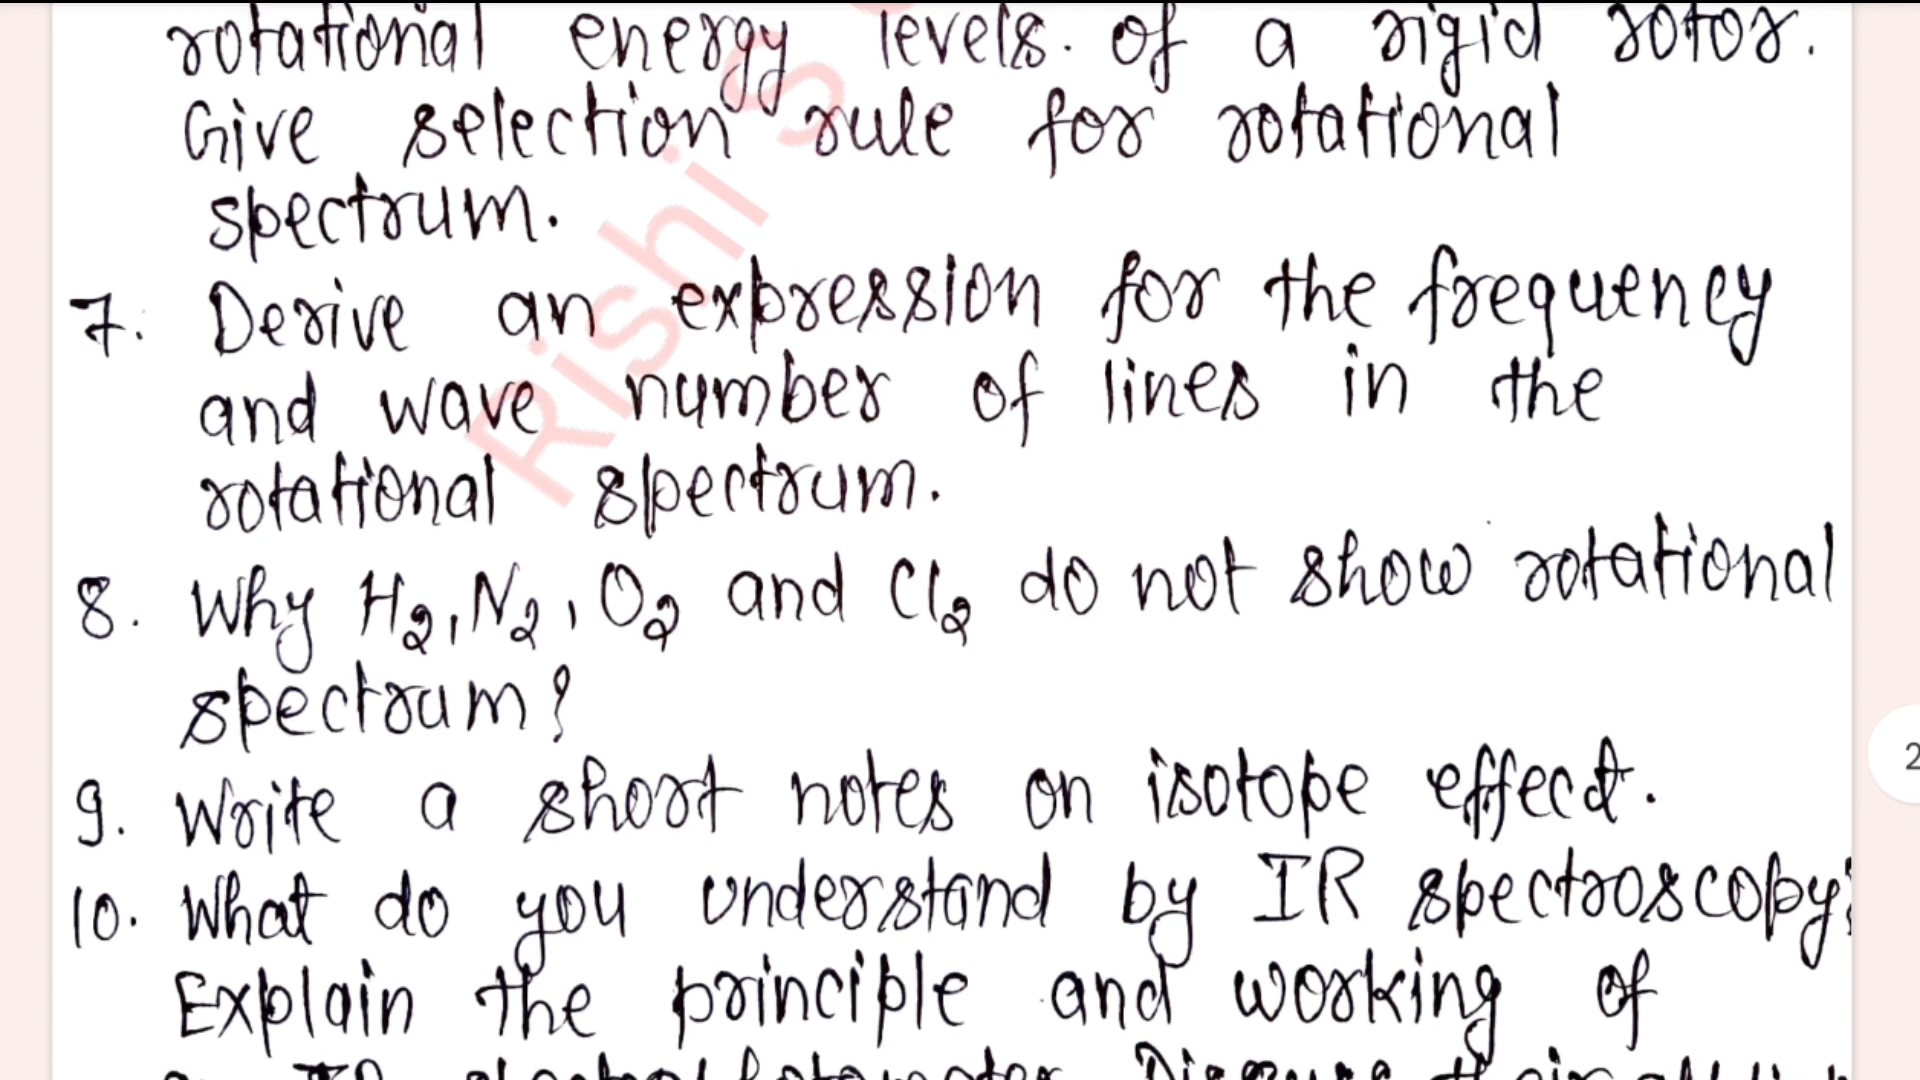 rotational energy levels. of a rigid rotor.
Give selection rule for rotational
spectrum.
7. Derive an expression for the frequency
and wave number of lines in the
rotational spectrum.
8. Why H2, N2, O2 and Cl2 do not show rotational
spectrum?
9. Write a short notes on isotope effect.
10. What do you understand by IR spectroscopy?
Explain the principle and working of
Rishi S
2